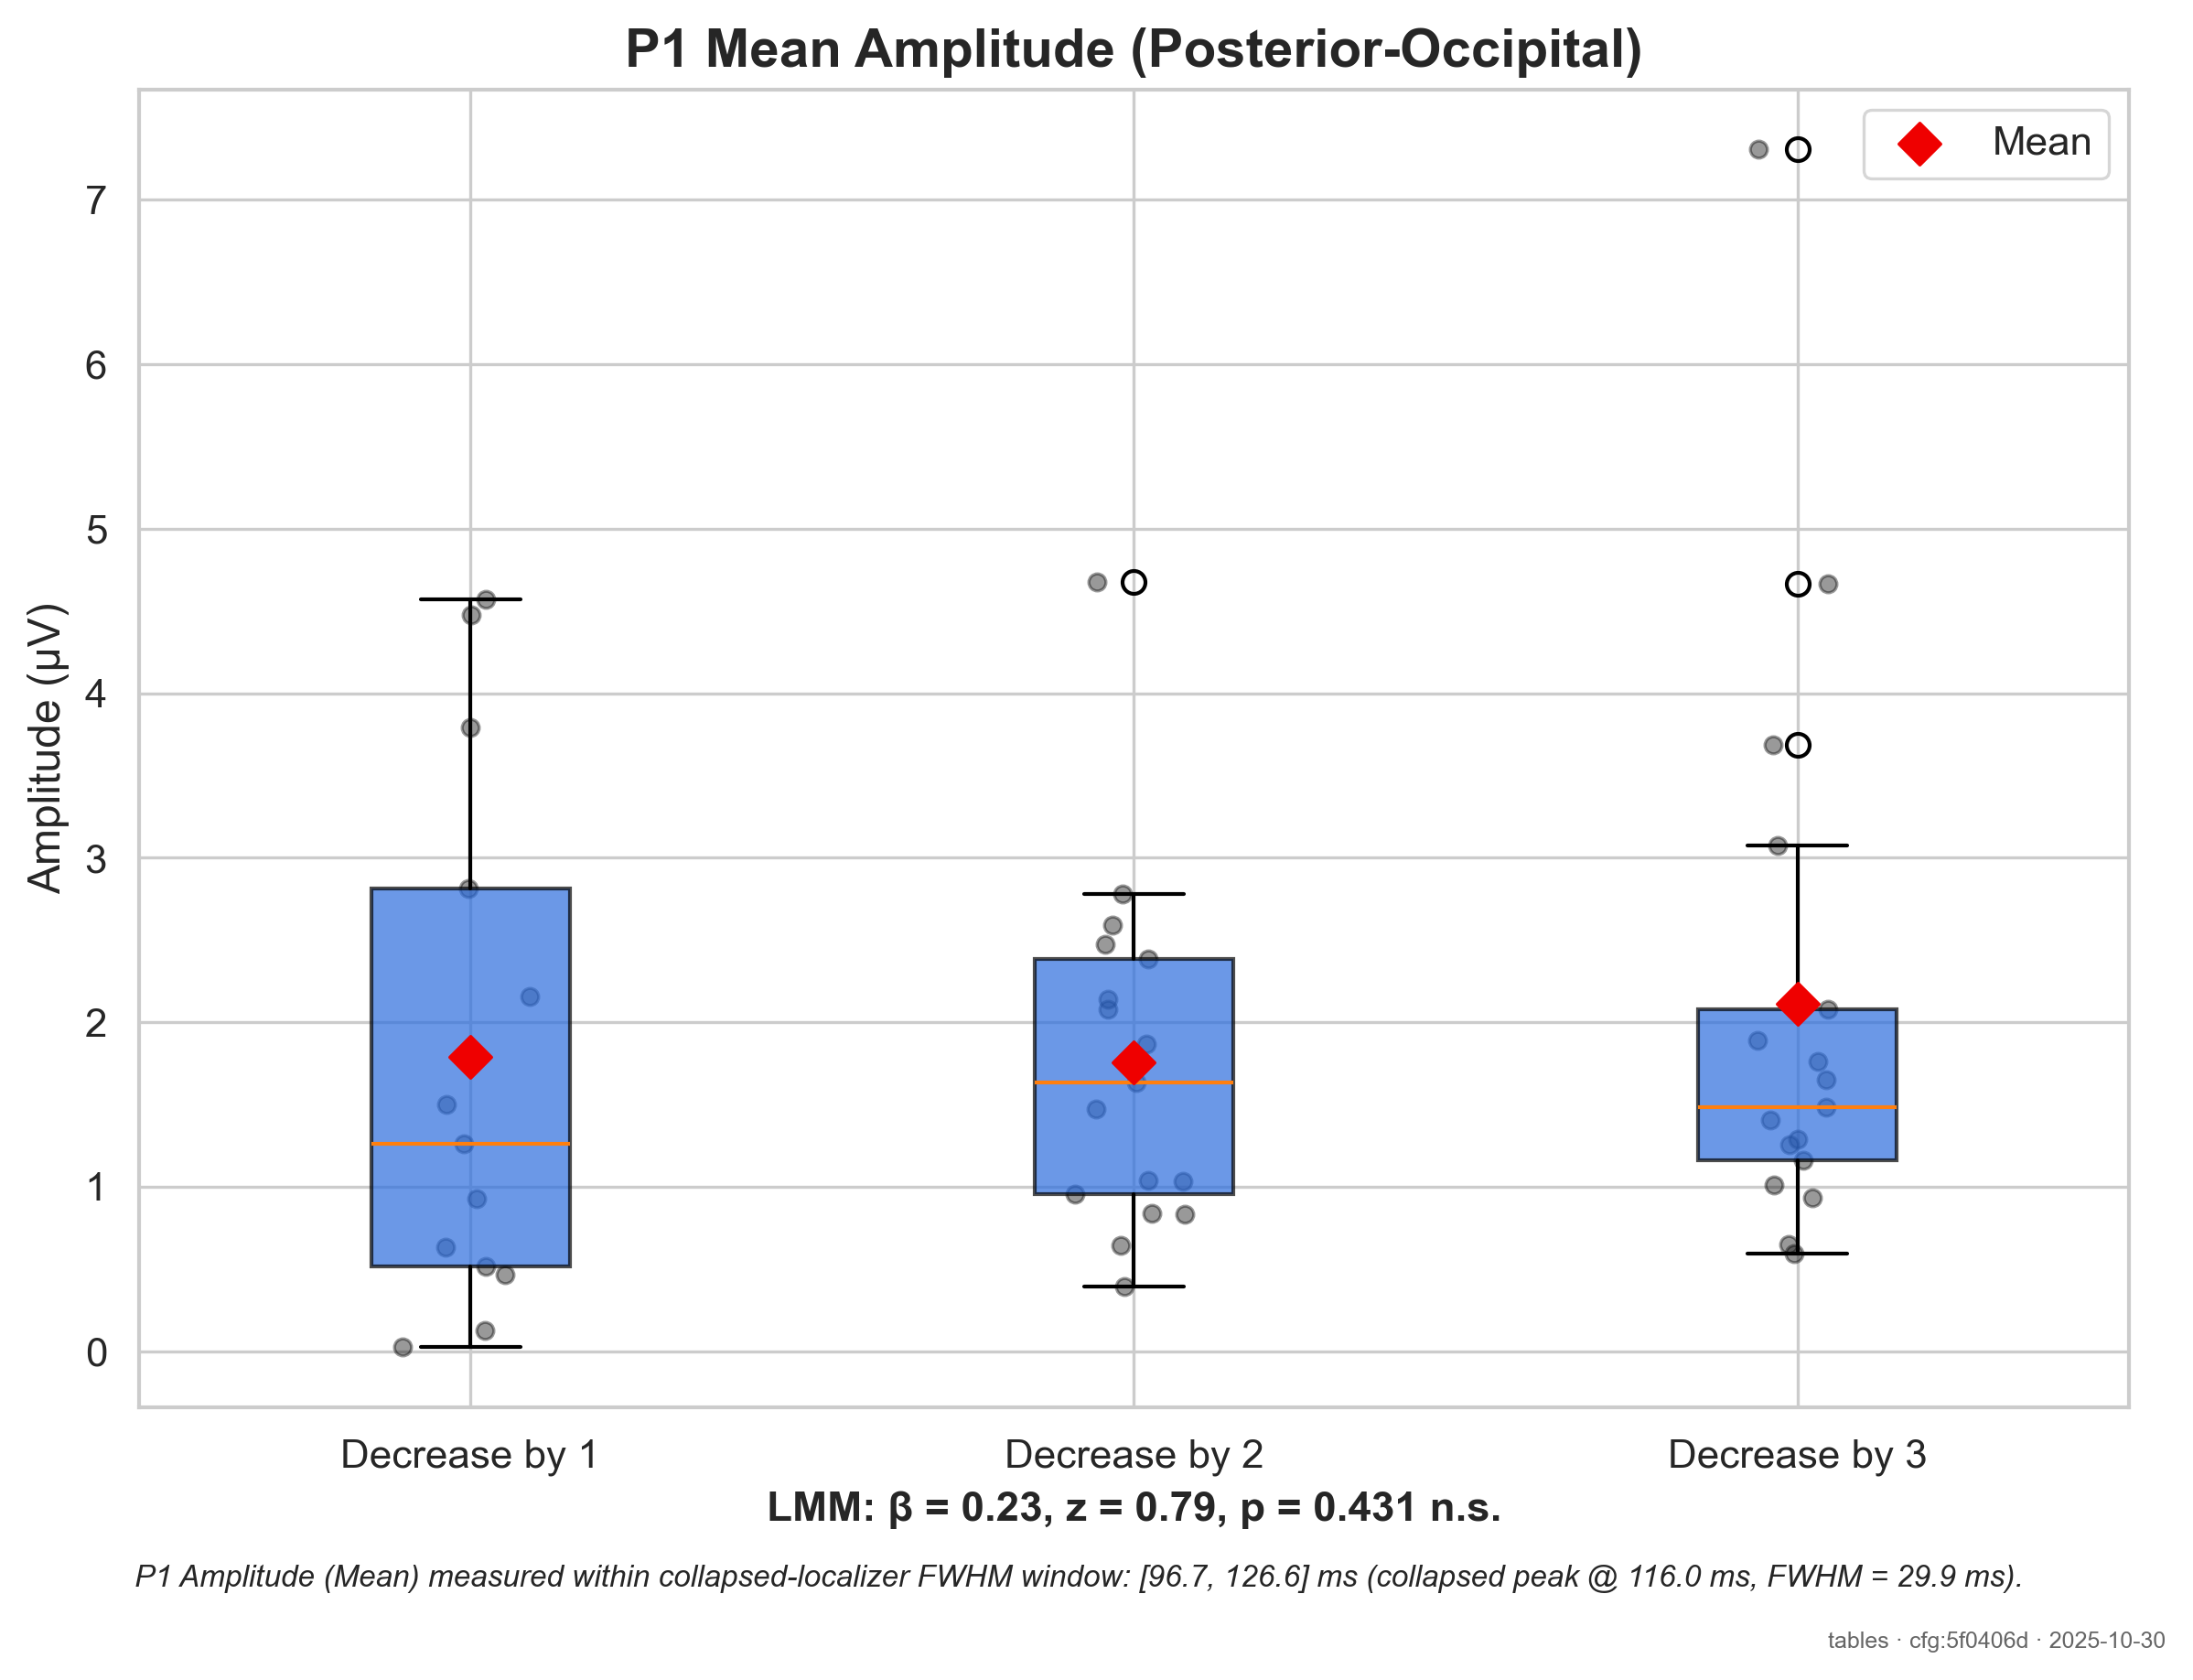 P1 Mean Amplitude (Posterior-Occipital)
Mean
7
6
5
4
3
2
1
0
Amplitude (µV)
Decrease by 1
Decrease by 2
Decrease by 3
LMM: β = 0.23, z = 0.79, p = 0.431 n.s.
P1 Amplitude (Mean) measured within collapsed-localizer FWHM window: [96.7, 126.6] ms (collapsed peak @ 116.0 ms, FWHM = 29.9 ms).
tables · cfg:5f0406d · 2025-10-30